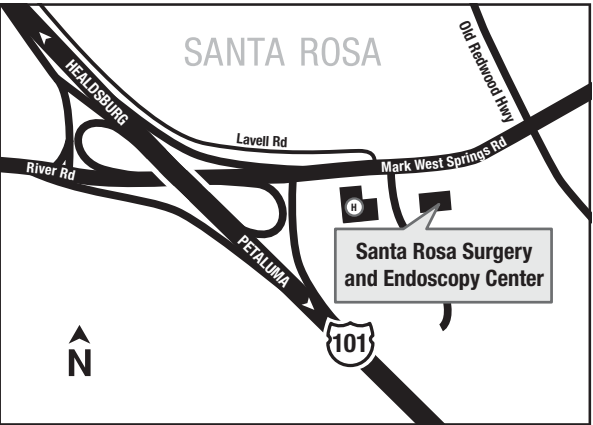 SANTA ROSA
HEALDSBURG
Old Redwood Hwy
Lavell Rd
Mark West Springs Rd
River Rd
H
PETALUMA
Santa Rosa Surgery
and Endoscopy Center
101
N